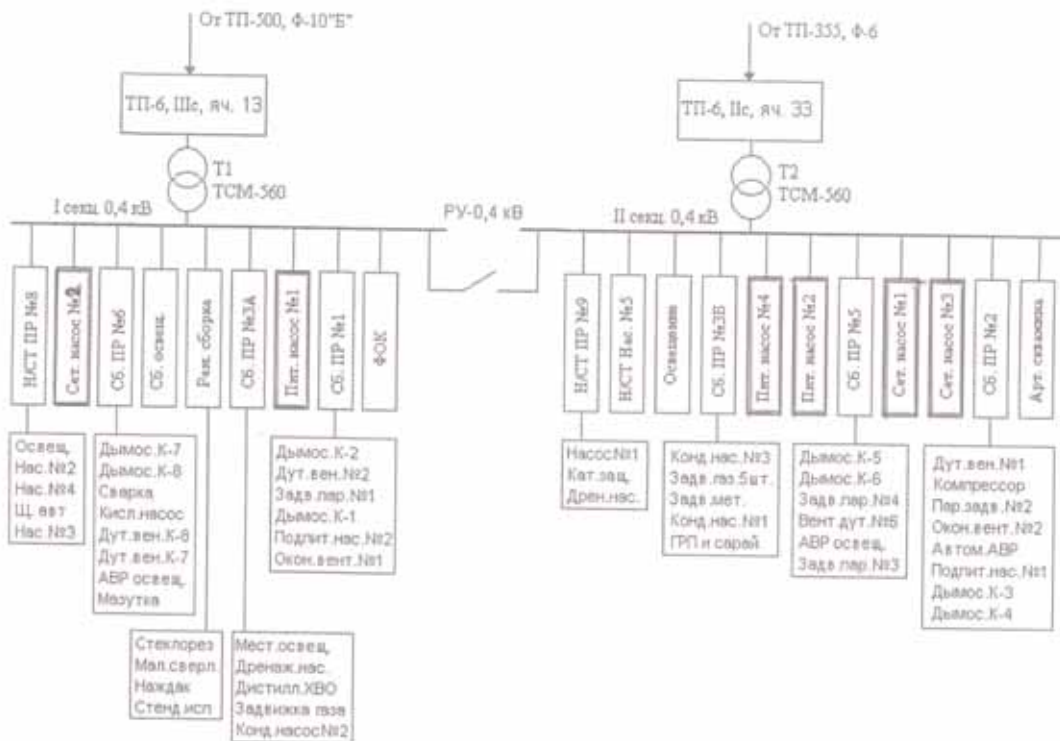 От ТП-500, Ф-10"Б"
От ТП-355, Ф-6
ТП-6, IIIс, яч. 13
ТП-6, IIс, яч. 33
Т1
ТСМ-560
Т2
ТСМ-560
I секц. 0,4 кВ
РУ-0,4 кВ
II секц. 0,4 кВ
Н/СТ ПР №8
Сет. насос №2
Сб. ПР №6
Сб. освещ.
Рем. сборка
Сб. ПР №3А
Пит. насос №1
Сб. ПР №1
ФОК
Н/СТ ПР №9
Н/СТ Нас. №5
Освещение
Сб. ПР №3Б
Пит. насос №4
Пит. насос №2
Сб. ПР №5
Сет. насос №1
Сет. насос №3
Сб. ПР №2
Арт. скважина
Освещ.
Нас.№2
Нас.№4
Щ. авт
Нас.№3
Дымос.К-7
Дымос.К-8
Сварка
Кисл.насос
Дут.вен.К-8
Дут.вен.К-7
АВР освещ.
Мазутка
Стеклорез
Мал.сверл.
Наждак
Стенд.исп
Мест.освещ.
Дренаж.нас.
Дистилл.ХВО
Задвижка газа
Конд.насос№2
Дымос.К-2
Дут.вен.№2
Задв.пар.№1
Дымос.К-1
Подпит.нас.№2
Окон.вент.№1
Насос№1
Кат.защ.
Дрен.нас.
Конд.нас.№3
Задв.газ.5шт.
Задв.мет.
Конд.нас.№1
ГРП и сарай
Дымос.К-5
Дымос.К-6
Задв.пар.№4
Вент.дут.№6
АВР освещ.
Задв.пар.№3
Дут.вен.№1
Компрессор
Пар.задв.№2
Окон.вент.№2
Автом.АВР
Подпит.нас.№1
Дымос.К-3
Дымос.К-4